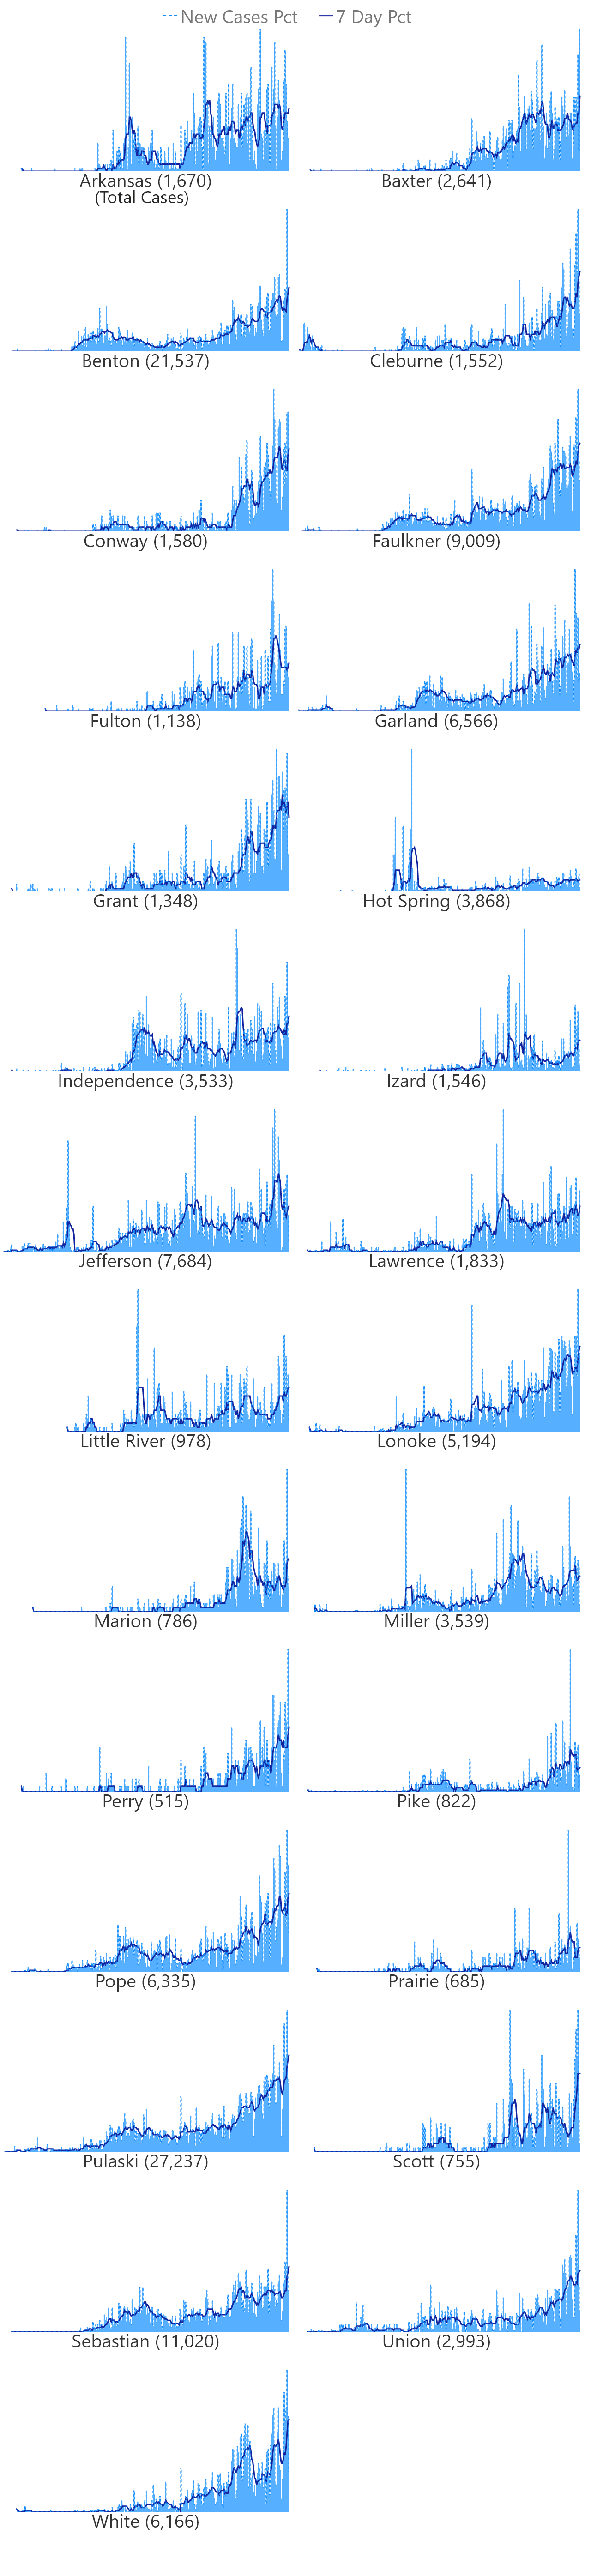 New Cases Pct 7 Day Pct
Arkansas (1,670) Baxter (2,641)
(Total Cases)
Benton (21,537) Cleburne (1,552)
Conway (1,580) Faulkner (9,009)
Fulton (1,138) Garland (6,566)
Grant (1,348) Hot Spring (3,868)
Independence (3,533) Izard (1,546)
Jefferson (7,684) Lawrence (1,833)
Little River (978) Lonoke (5,194)
Marion (786) Miller (3,539)
Perry (515) Pike (822)
Pope (6,335) Prairie (685)
Pulaski (27,237) Scott (755)
Sebastian (11,020) Union (2,993)
White (6,166)